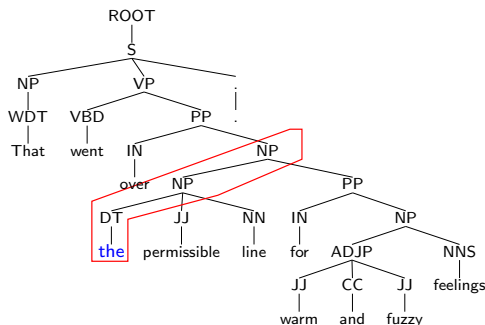 ROOT
S
NP VP .
WDT VBD PP .
That went IN NP
over NP PP
DT JJ NN IN NP
the permissible line for ADJP NNS
JJ CC JJ feelings
warm and fuzzy